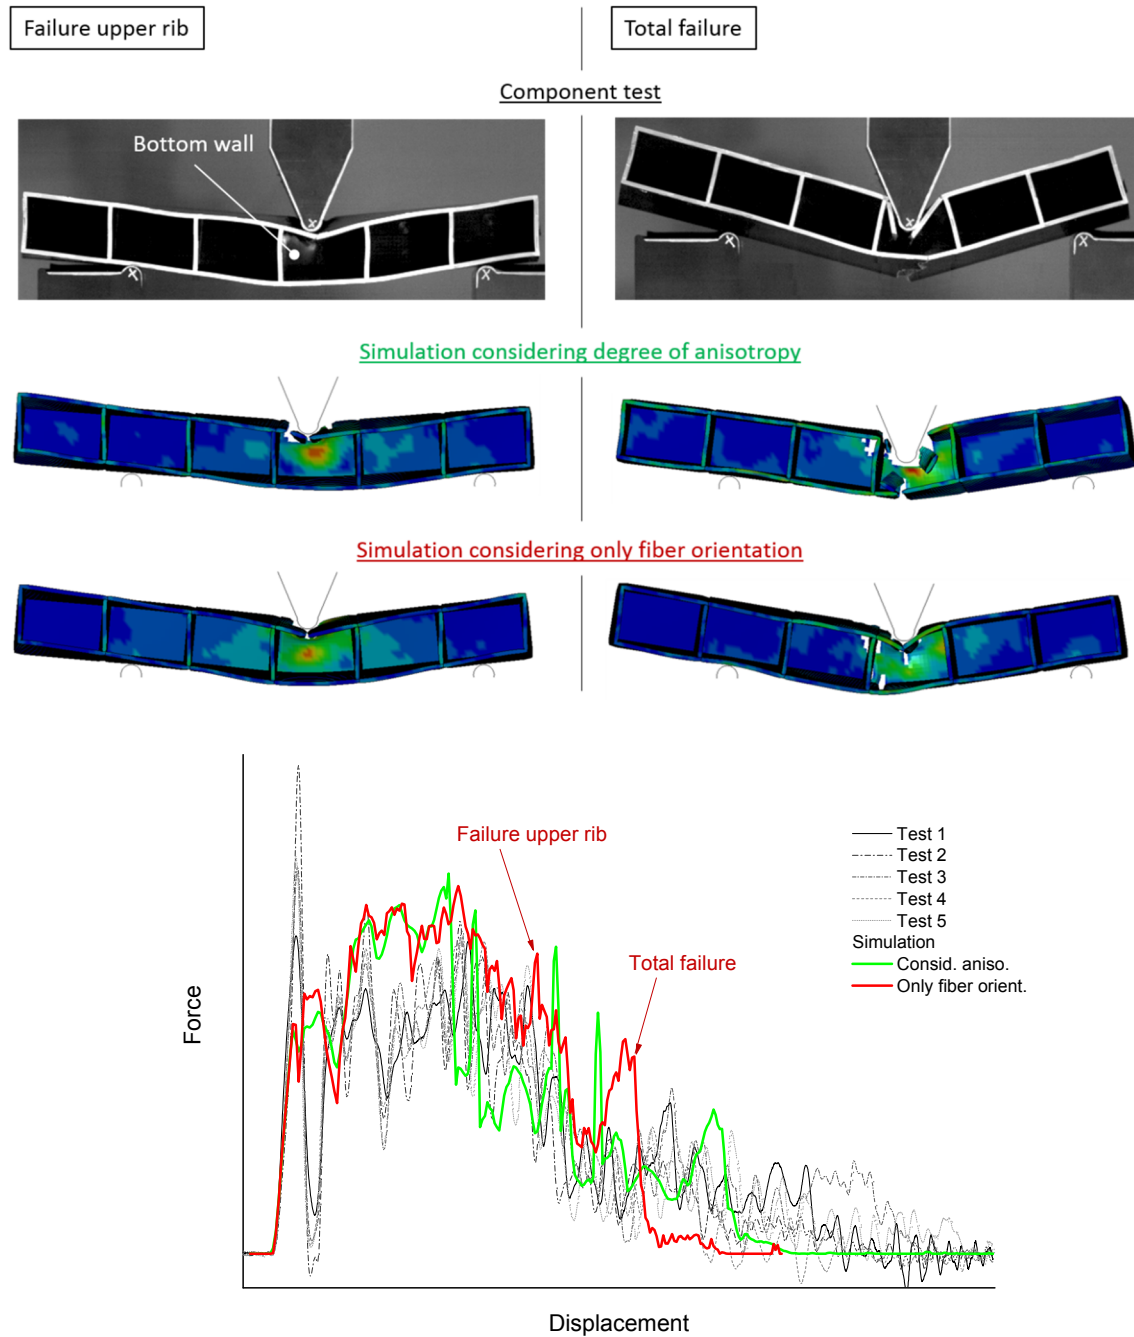 Failure upper rib
Total failure
Component test
Bottom wall
Simulation considering degree of anisotropy
Simulation considering only fiber orientation
Failure upper rib
Total failure
Test 1
Test 2
Test 3
Test 4
Test 5
Simulation
Consid. aniso.
Only fiber orient.
Force
Displacement